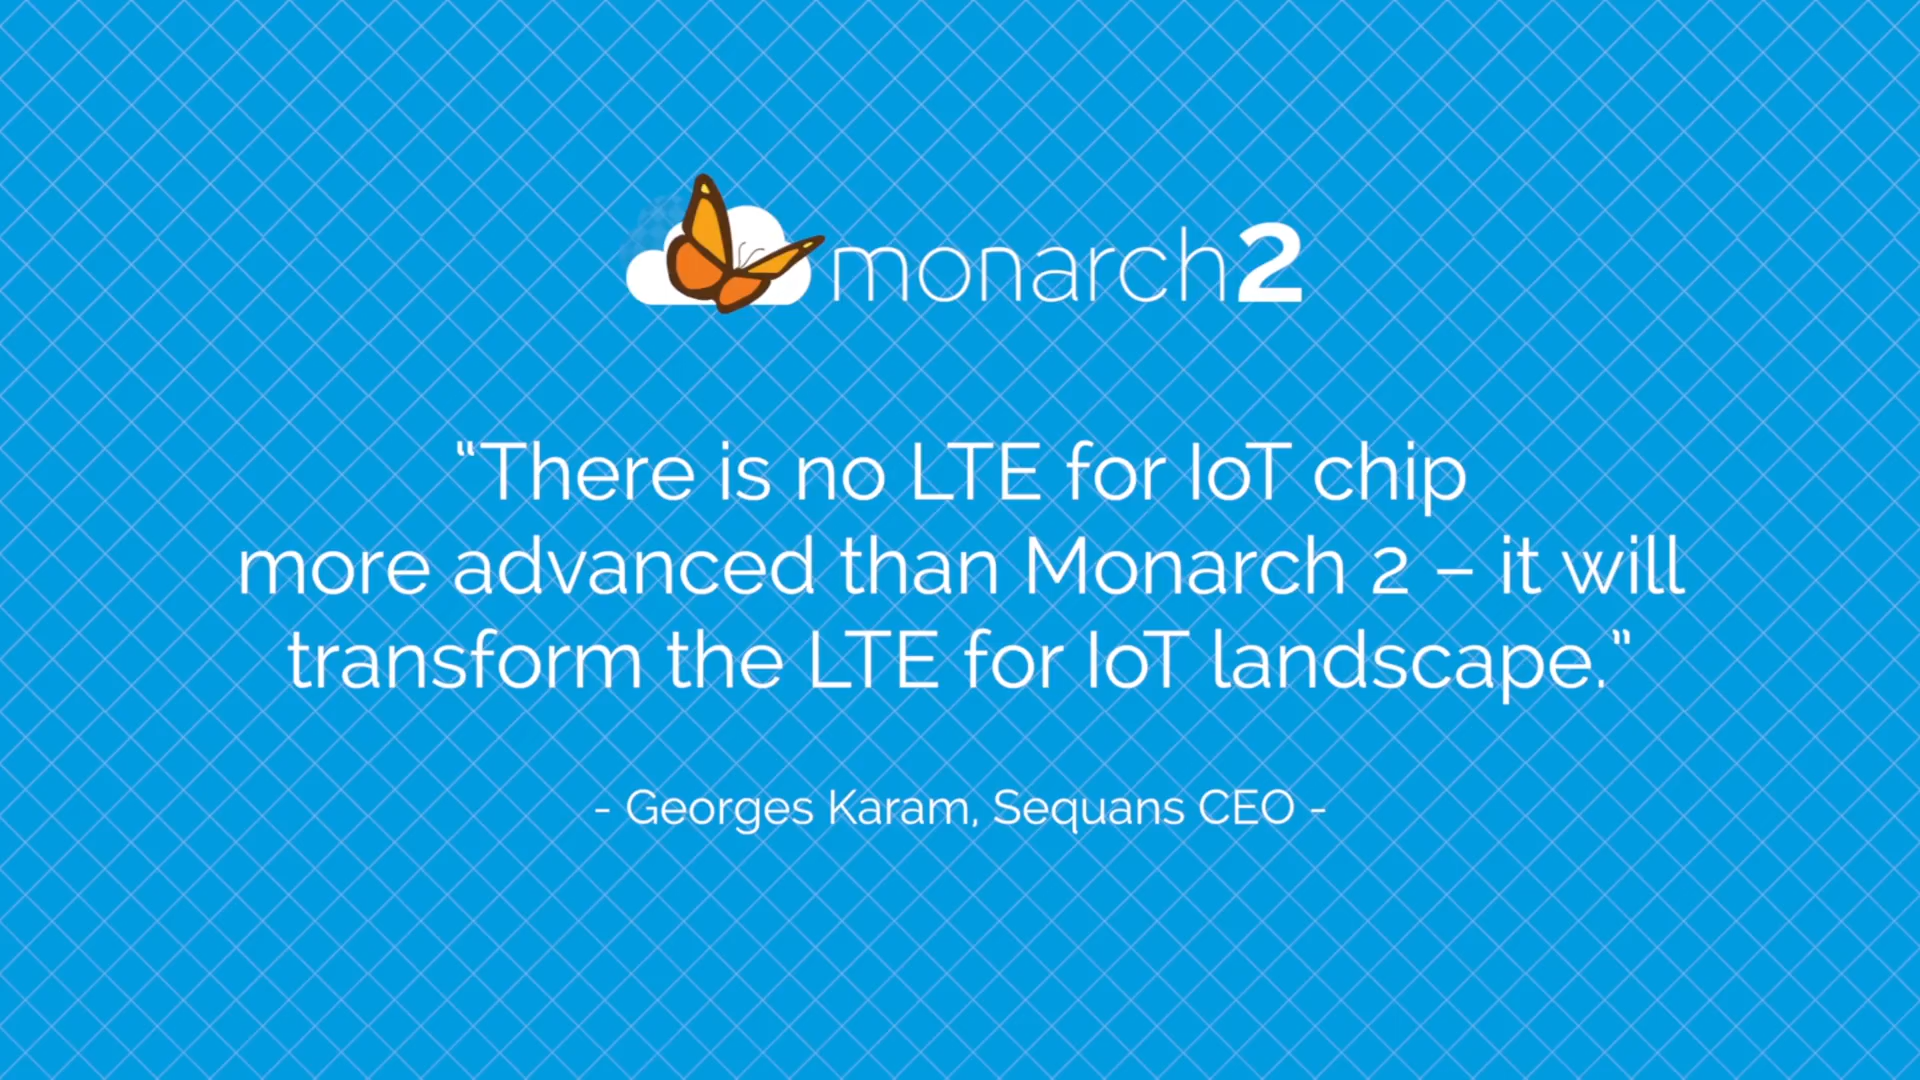 monarch2
“There is no LTE for IoT chip
more advanced than Monarch 2 – it will
transform the LTE for IoT landscape.”
- Georges Karam, Sequans CEO -